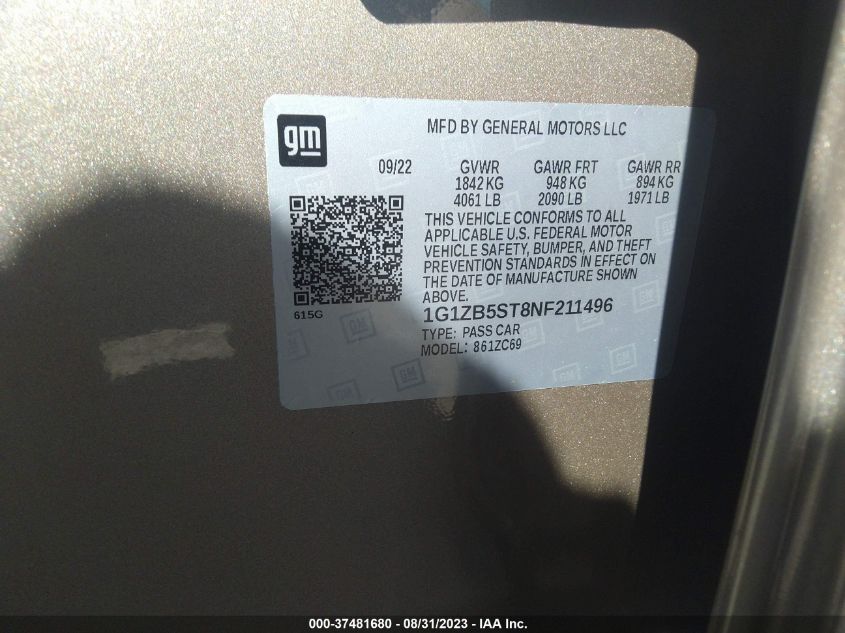 gm
MFD BY GENERAL MOTORS LLC
09/22 GVWR GAWR FRT GAWR RR
1842 KG 948 KG 894 KG
4061 LB 2090 LB 1971 LB
THIS VEHICLE CONFORMS TO ALL
APPLICABLE U.S. FEDERAL MOTOR
VEHICLE SAFETY, BUMPER, AND THEFT
PREVENTION STANDARDS IN EFFECT ON
THE DATE OF MANUFACTURE SHOWN
ABOVE.
615G
1G1ZB5ST8NF211496
TYPE: PASS CAR
MODEL: 861ZC69
GM
GM
GM
000-37481680 - 08/31/2023 - IAA Inc.